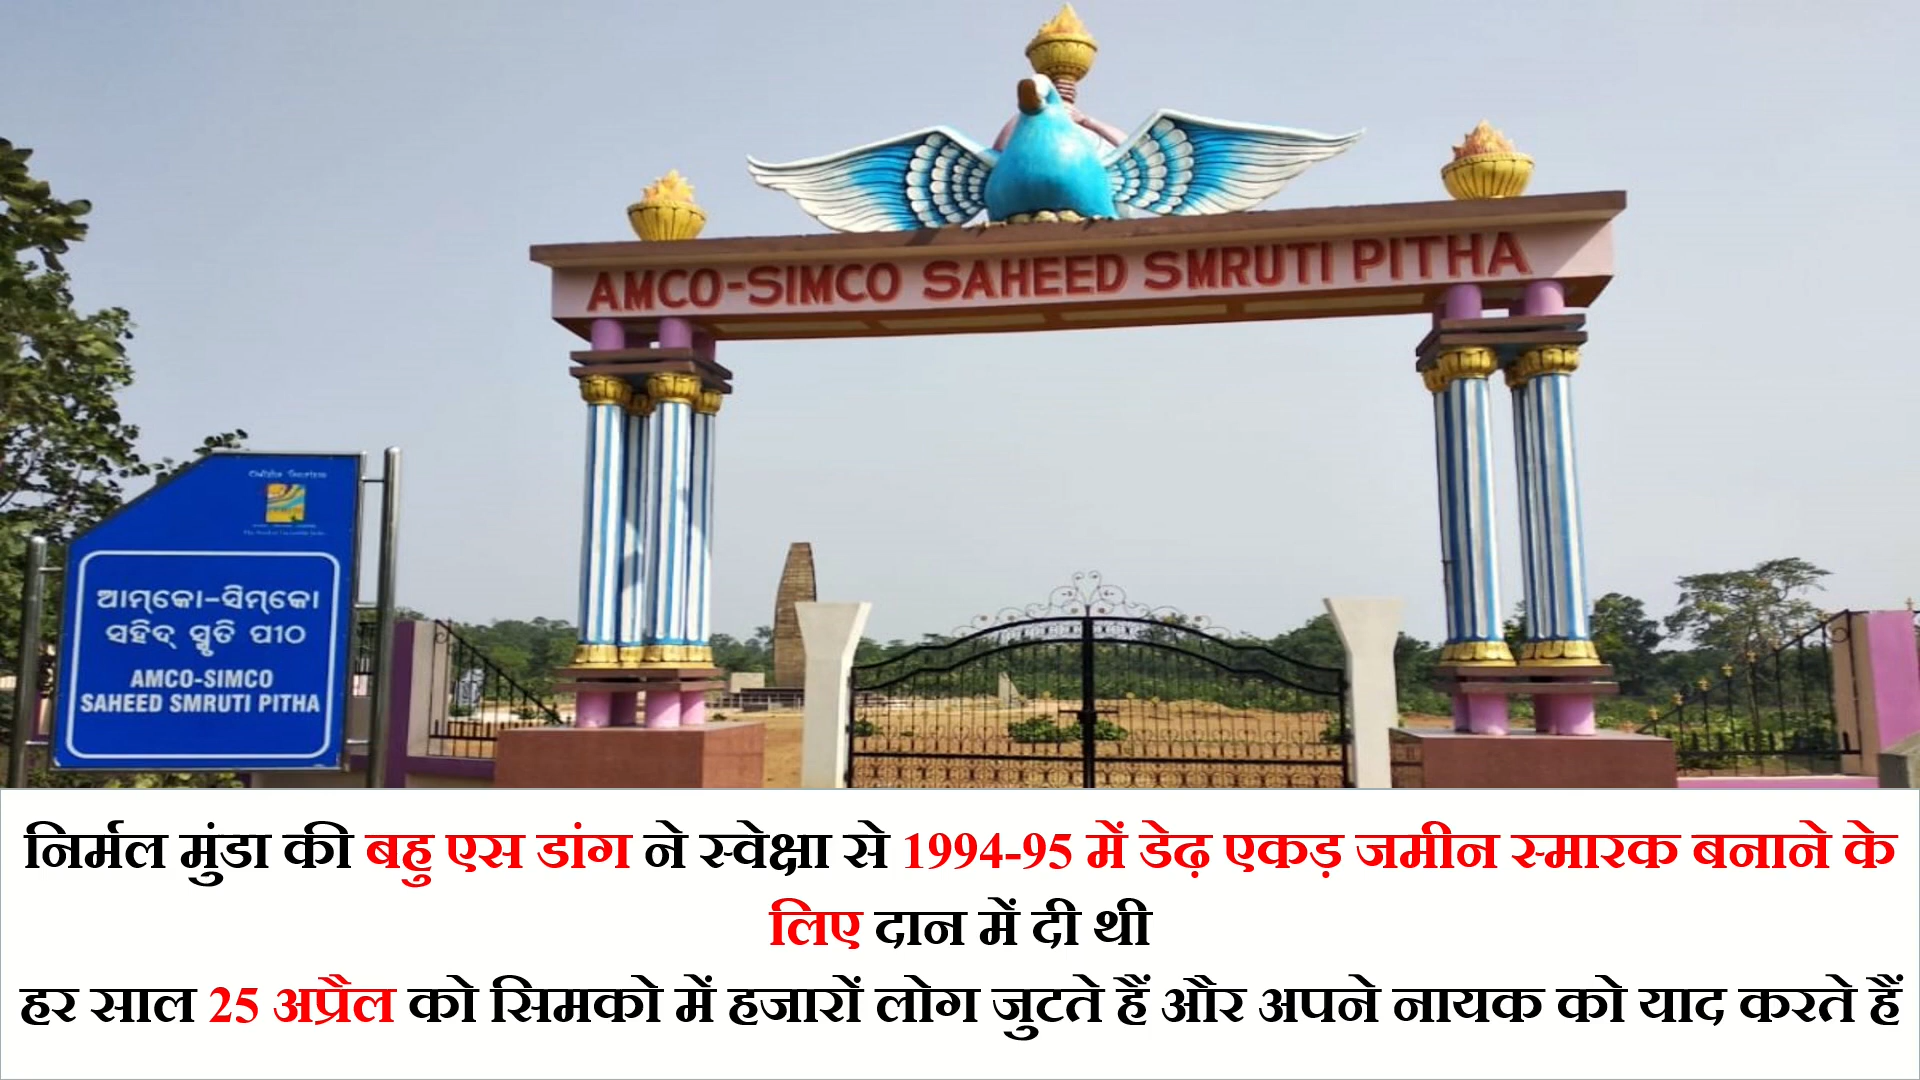 AMCO-SIMCO SAHEED SMRUTI PITHA
ଆମ୍‌କୋ-ସିମ୍‌କୋ
ସହିଦ୍ ସ୍ମୃତି ପୀଠ
AMCO-SIMCO
SAHEED SMRUTI PITHA
निर्मल मुंडा की बहु एस डांग ने स्वेक्षा से 1994-95 में डेढ़ एकड़ जमीन स्मारक बनाने के
लिए दान में दी थी
हर साल 25 अप्रैल को सिमको में हजारों लोग जुटते हैं और अपने नायक को याद करते हैं